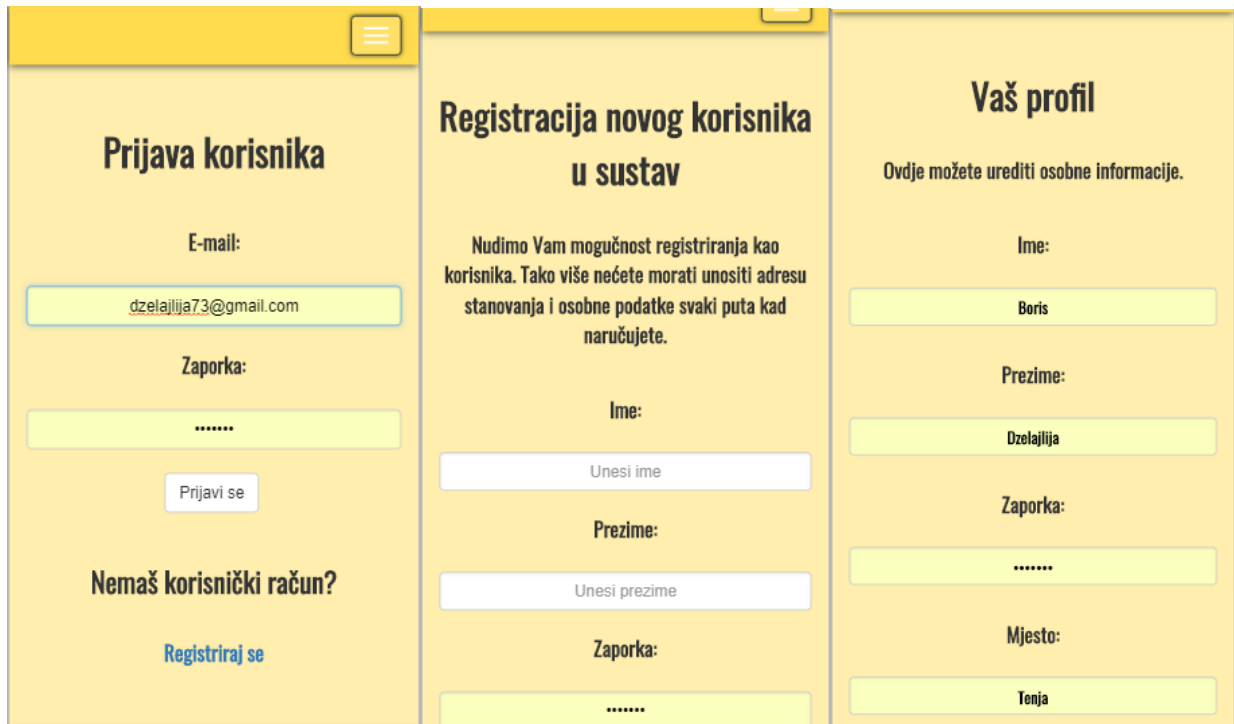 Prijava korisnika
E-mail:
dzelajlija73@gmail.com
Zaporka:
•••••••
Prijavi se
Nemaš korisnički račun?
Registriraj se
Registracija novog korisnika
u sustav
Nudimo Vam mogučnost registriranja kao
korisnika. Tako više nećete morati unositi adresu
stanovanja i osobne podatke svaki puta kad
naručujete.
Ime:
Unesi ime
Prezime:
Unesi prezime
Zaporka:
•••••••
Vaš profil
Ovdje možete urediti osobne informacije.
Ime:
Boris
Prezime:
Dzelajlija
Zaporka:
•••••••
Mjesto:
Tenja